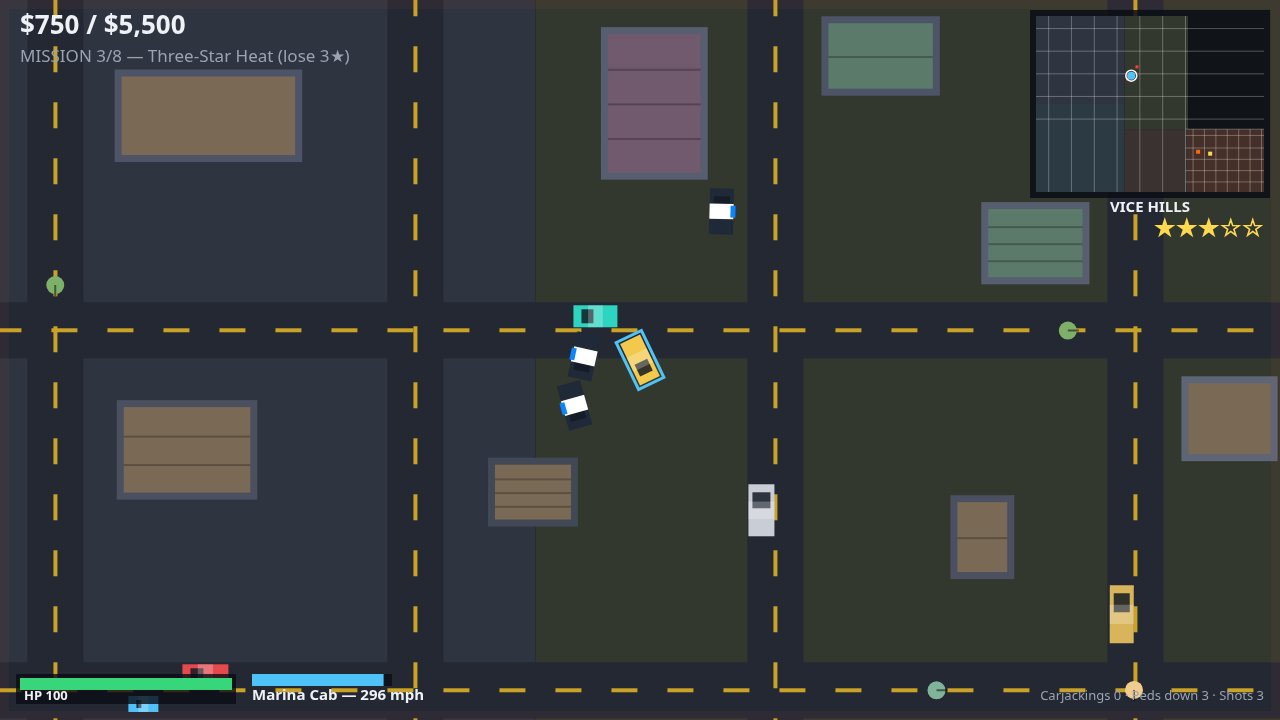 $750 / $5,500
MISSION 3/8 — Three-Star Heat (lose 3★)
VICE HILLS
★★★☆☆
HP 100
Marina Cab — 296 mph
Carjackings 0 · Peds down 3 · Shots 3